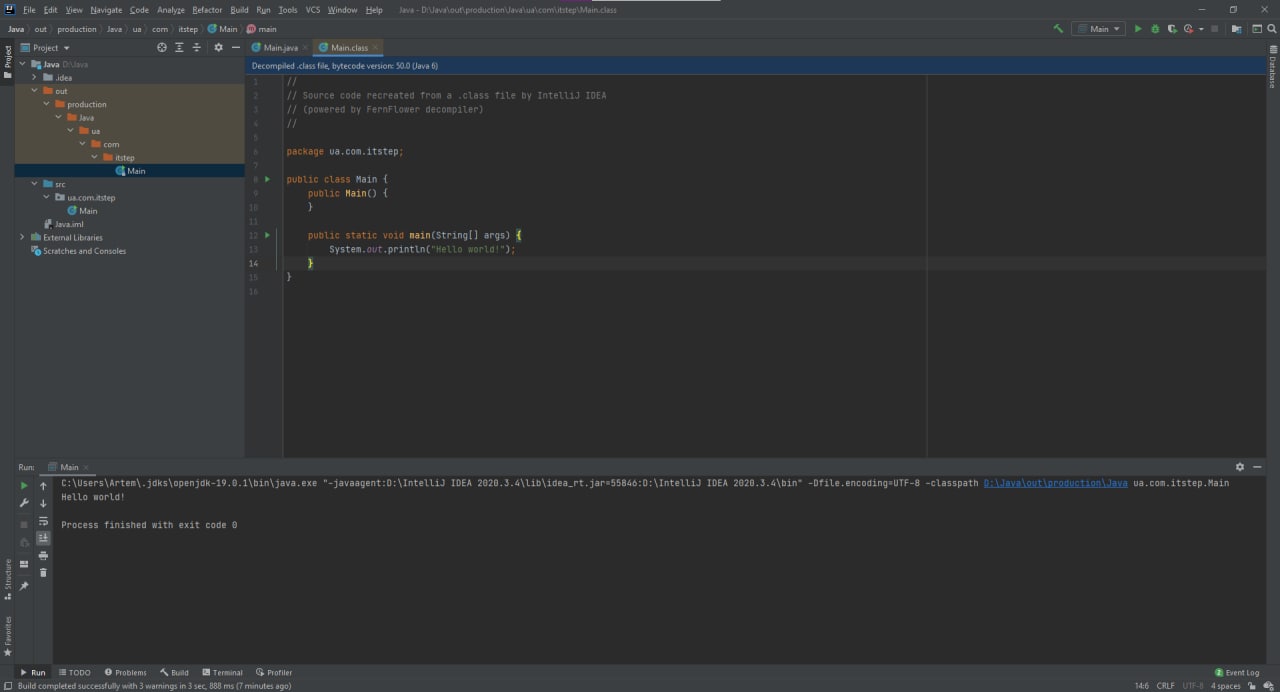 File Edit View Navigate Code Analyze Refactor Build Run Tools VCS Window Help Java - D:\Java\out\production\Java\ua\com\itstep\Main.class
Java out production Java ua com itstep Main main
Main
Project
Main.java Main.class
Java D:\Java
.idea
out
production
Java
ua
com
itstep
Main
src
ua.com.itstep
Main
Java.iml
External Libraries
Scratches and Consoles
Project
Structure
Favorites
Database
Decompiled .class file, bytecode version: 50.0 (Java 6)
1 //
2 // Source code recreated from a .class file by IntelliJ IDEA
3 // (powered by FernFlower decompiler)
4 //
5
6 package ua.com.itstep;
7
8 public class Main {
9 public Main() {
10 }
11
12 public static void main(String[] args) {
13 System.out.println("Hello world!");
14 }
15 }
16
Run: Main
C:\Users\Artem\.jdks\openjdk-19.0.1\bin\java.exe "-javaagent:D:\IntelliJ IDEA 2020.3.4\lib\idea_rt.jar=55846:D:\IntelliJ IDEA 2020.3.4\bin" -Dfile.encoding=UTF-8 -classpath D:\Java\out\production\Java ua.com.itstep.Main
Hello world!
Process finished with exit code 0
Run TODO Problems Build Terminal Profiler 2 Event Log
Build completed successfully with 3 warnings in 3 sec, 888 ms (7 minutes ago) 14:6 CRLF UTF-8 4 spaces